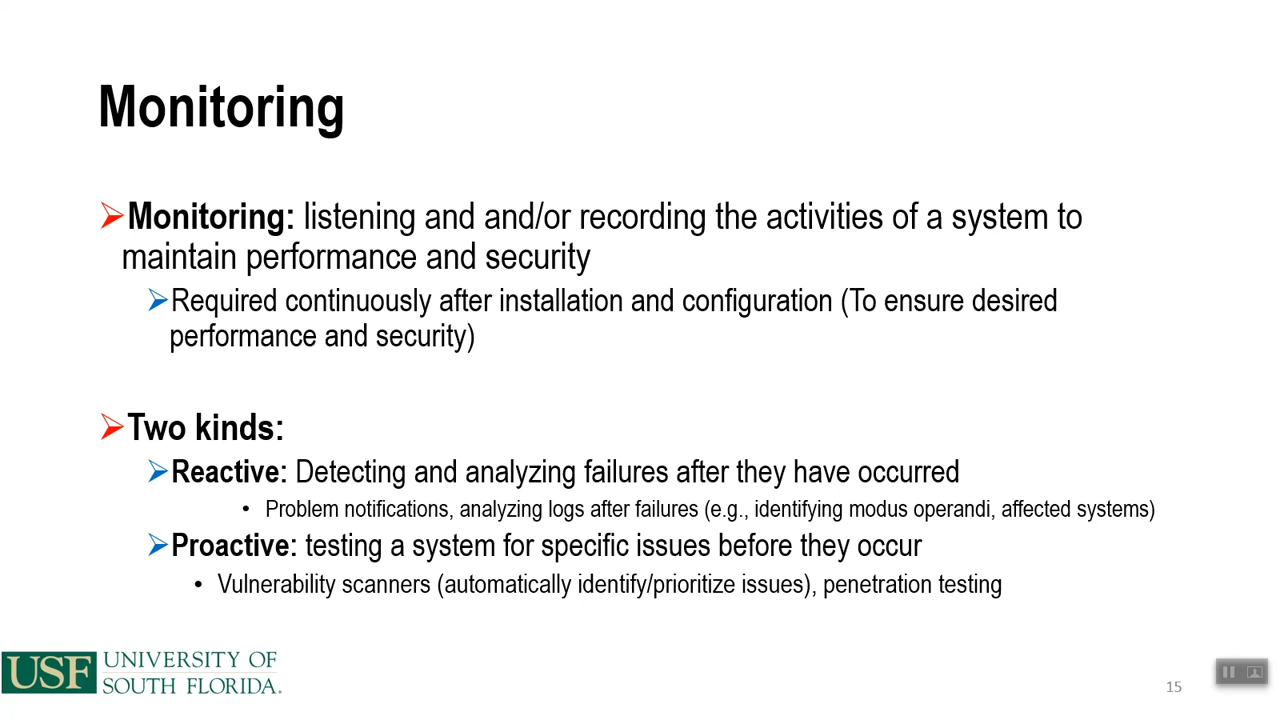 Monitoring
Monitoring: listening and and/or recording the activities of a system to
maintain performance and security
Required continuously after installation and configuration (To ensure desired
performance and security)
Two kinds:
Reactive: Detecting and analyzing failures after they have occurred
• Problem notifications, analyzing logs after failures (e.g., identifying modus operandi, affected systems)
Proactive: testing a system for specific issues before they occur
• Vulnerability scanners (automatically identify/prioritize issues), penetration testing
USF UNIVERSITY OF
SOUTH FLORIDA.
15